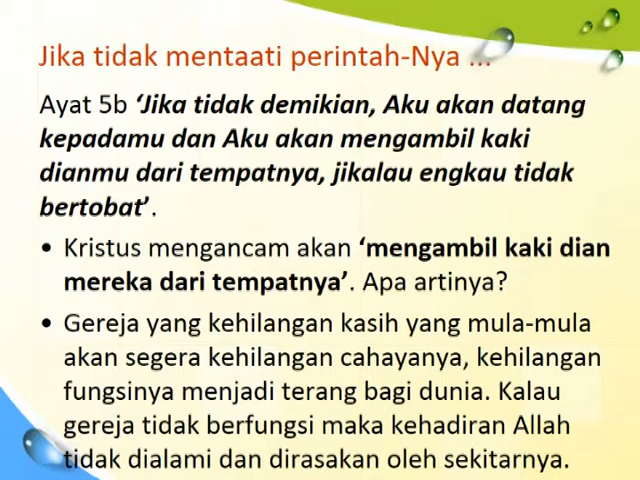 Jika tidak mentaati perintah-Nya ...
Ayat 5b ‘Jika tidak demikian, Aku akan datang
kepadamu dan Aku akan mengambil kaki
dianmu dari tempatnya, jikalau engkau tidak
bertobat’.
• Kristus mengancam akan ‘mengambil kaki dian
mereka dari tempatnya’. Apa artinya?
• Gereja yang kehilangan kasih yang mula-mula
akan segera kehilangan cahayanya, kehilangan
fungsinya menjadi terang bagi dunia. Kalau
gereja tidak berfungsi maka kehadiran Allah
tidak dialami dan dirasakan oleh sekitarnya.